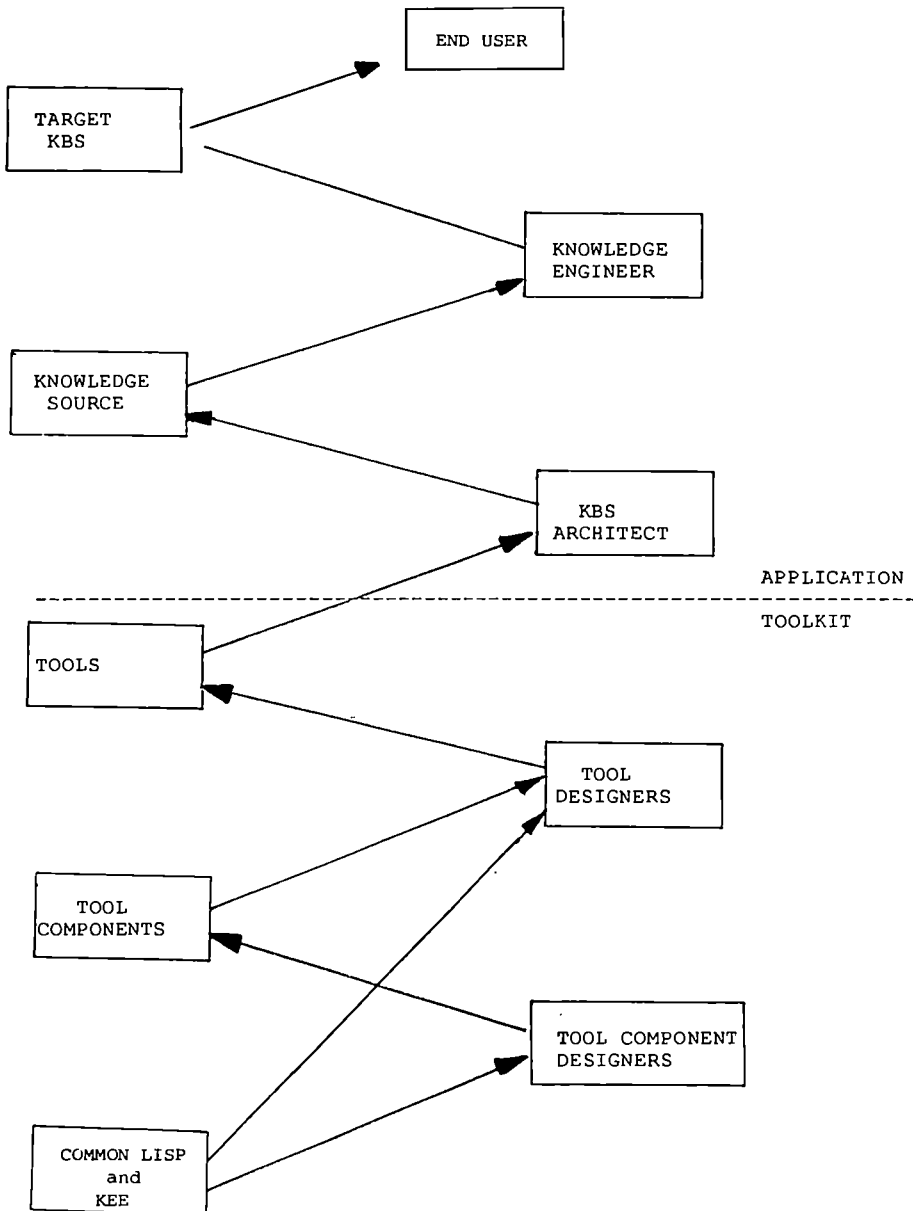 END USER
TARGET
KBS
KNOWLEDGE
ENGINEER
KNOWLEDGE
SOURCE
KBS
ARCHITECT
APPLICATION
TOOLKIT
TOOLS
TOOL
DESIGNERS
TOOL
COMPONENTS
TOOL COMPONENT
DESIGNERS
COMMON LISP
and
KEE